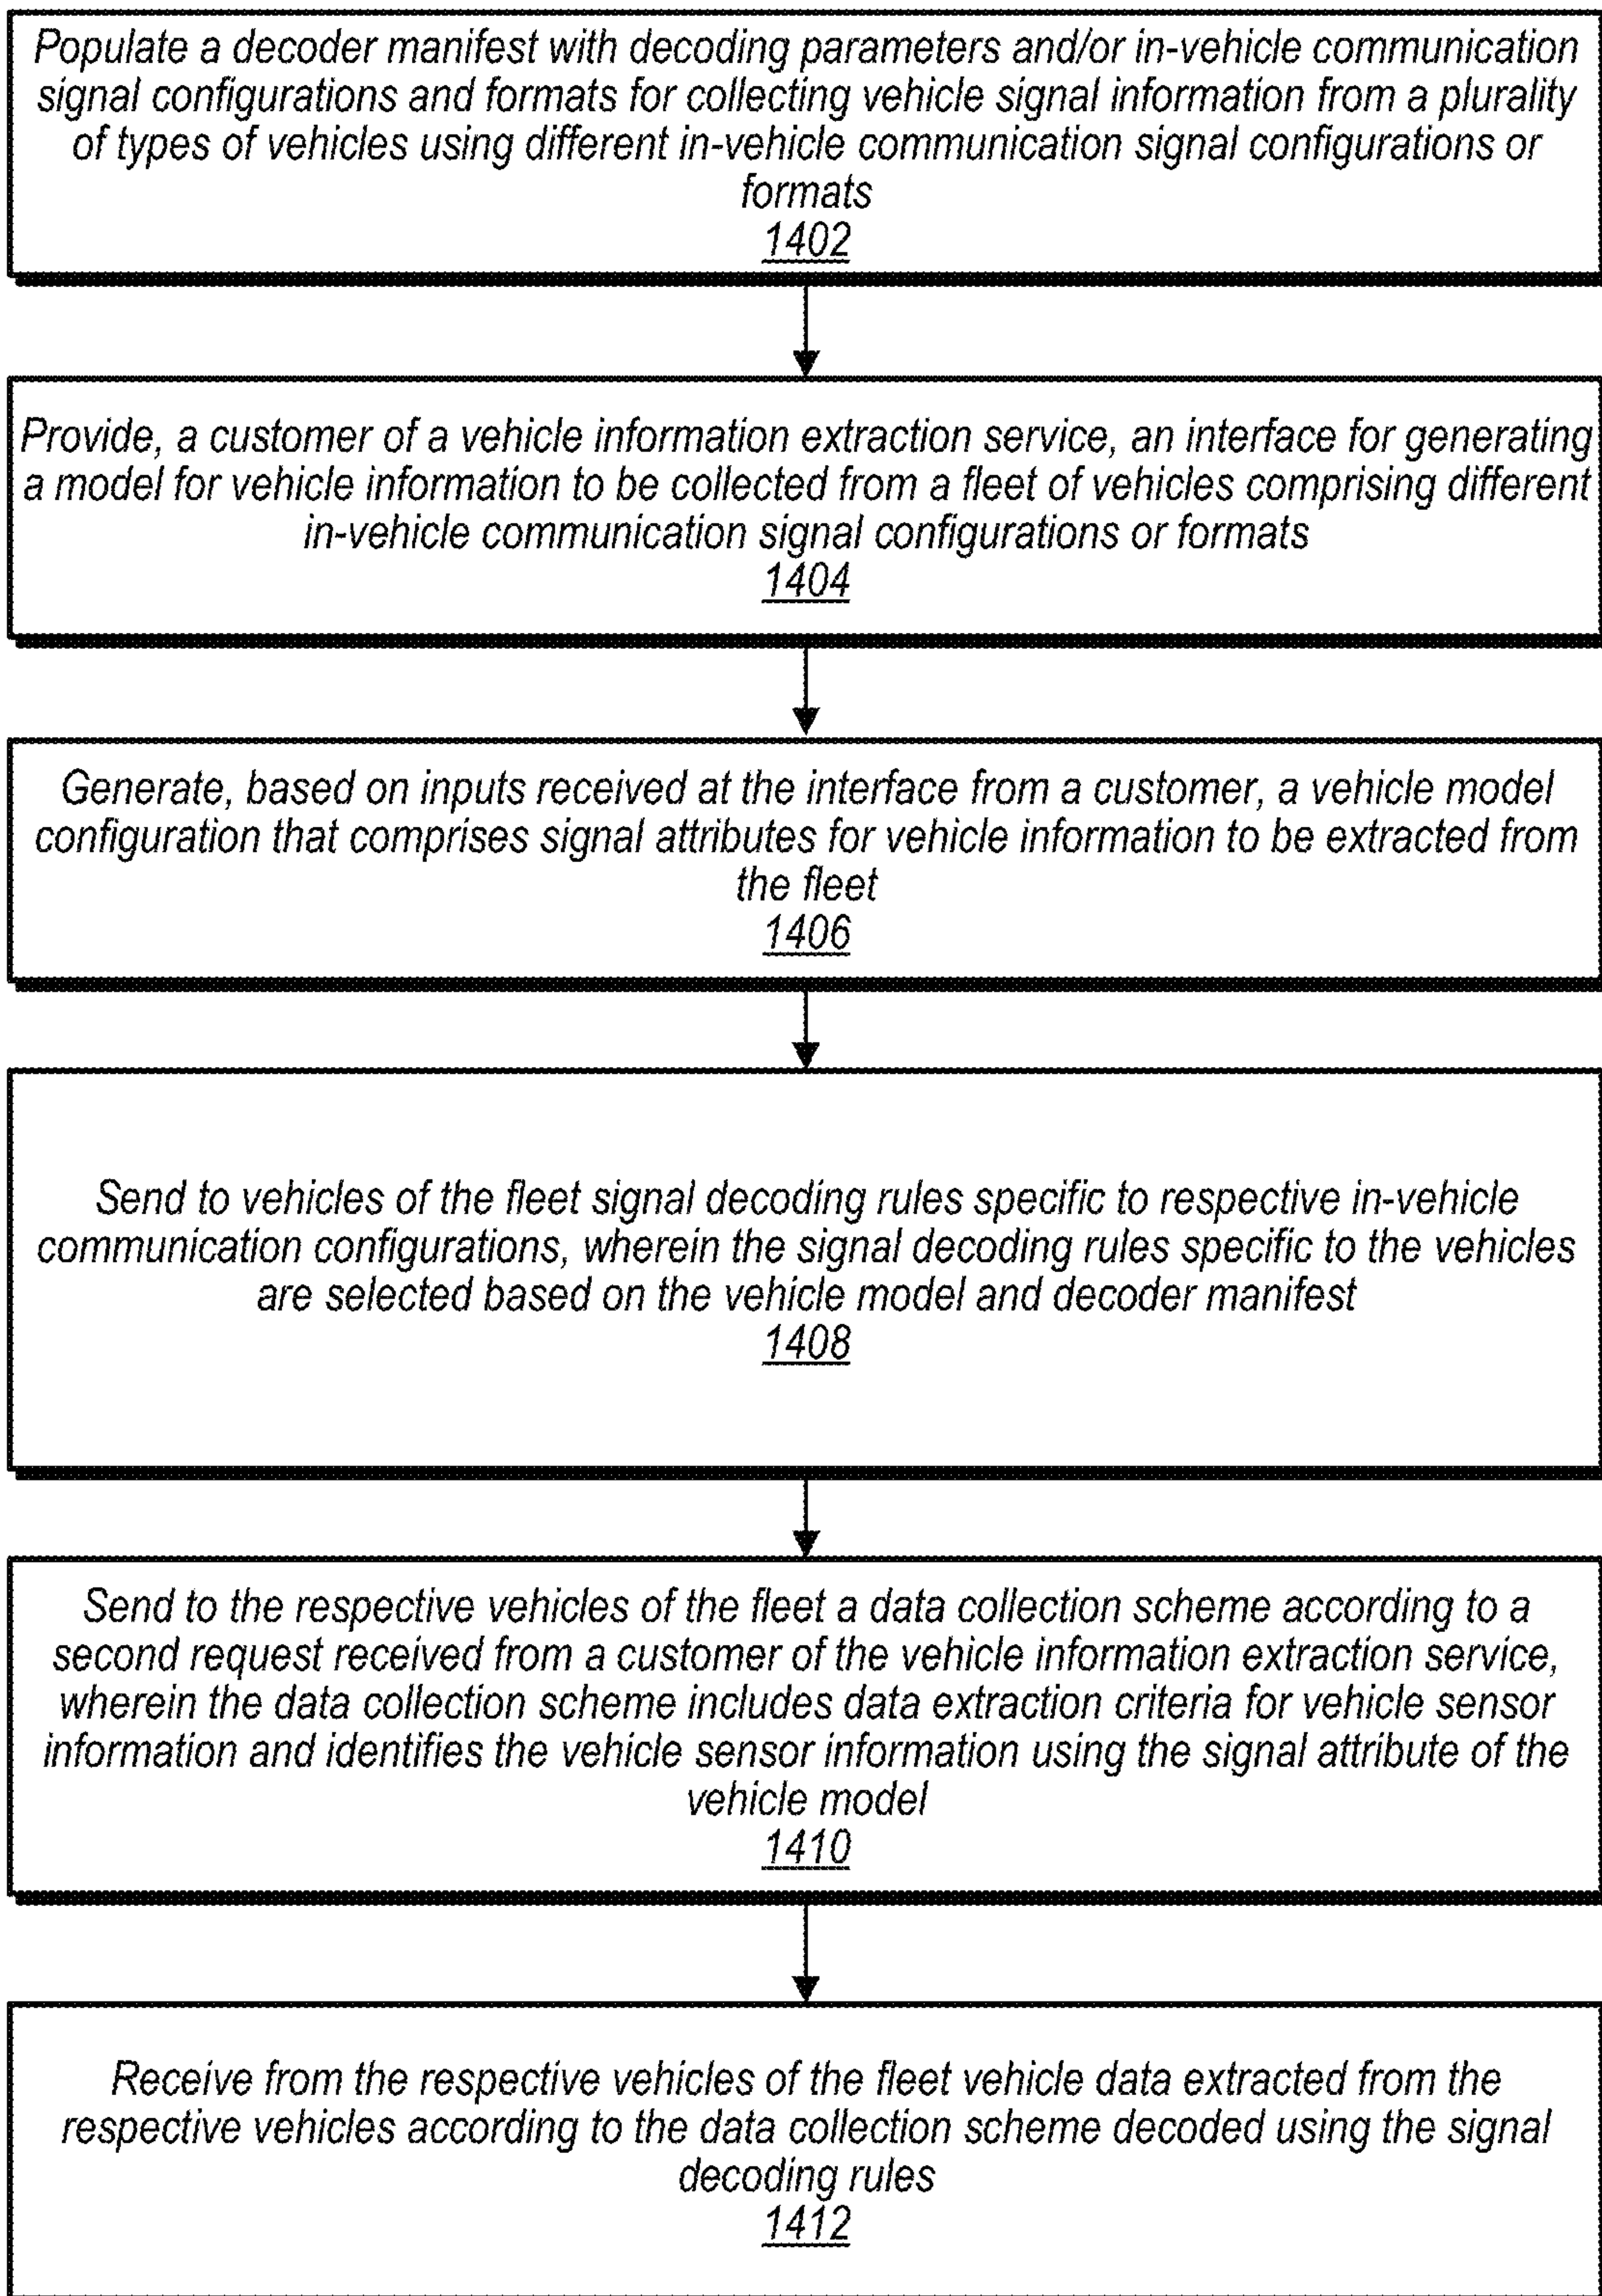 Populate a decoder manifest with decoding parameters and/or in-vehicle communication
signal configurations and formats for collecting vehicle signal information from a plurality
of types of vehicles using different in-vehicle communication signal configurations or
formats
1402
Provide, a customer of a vehicle information extraction service, an interface for generating
a model for vehicle information to be collected from a fleet of vehicles comprising different
in-vehicle communication signal configurations or formats
1404
Generate, based on inputs received at the interface from a customer, a vehicle model
configuration that comprises signal attributes for vehicle information to be extracted from
the fleet
1406
Send to vehicles of the fleet signal decoding rules specific to respective in-vehicle
communication configurations, wherein the signal decoding rules specific to the vehicles
are selected based on the vehicle model and decoder manifest
1408
Send to the respective vehicles of the fleet a data collection scheme according to a
second request received from a customer of the vehicle information extraction service,
wherein the data collection scheme includes data extraction criteria for vehicle sensor
information and identifies the vehicle sensor information using the signal attribute of the
vehicle model
1410
Receive from the respective vehicles of the fleet vehicle data extracted from the
respective vehicles according to the data collection scheme decoded using the signal
decoding rules
1412